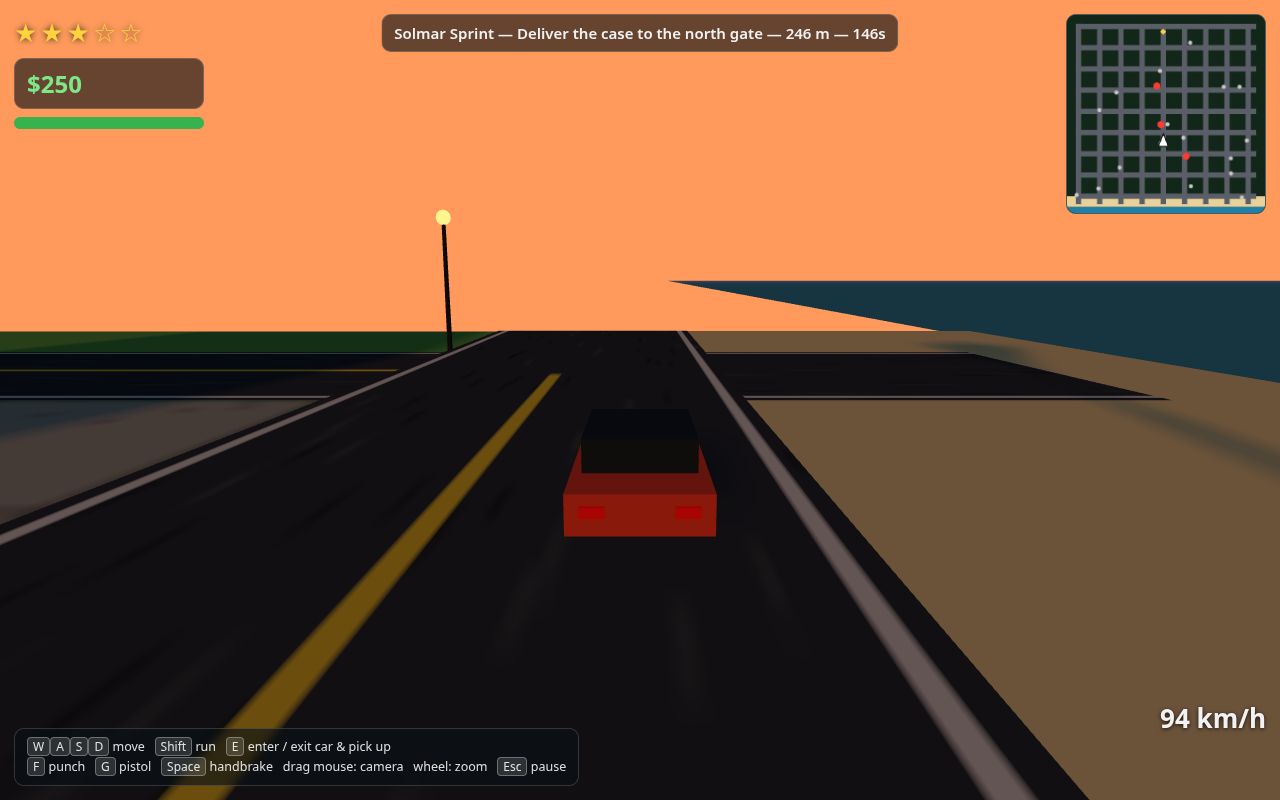 ★★★☆☆
Solmar Sprint — Deliver the case to the north gate — 246 m — 146s
$250
94 km/h
W A S D move Shift run E enter / exit car & pick up
F punch G pistol Space handbrake drag mouse: camera wheel: zoom Esc pause